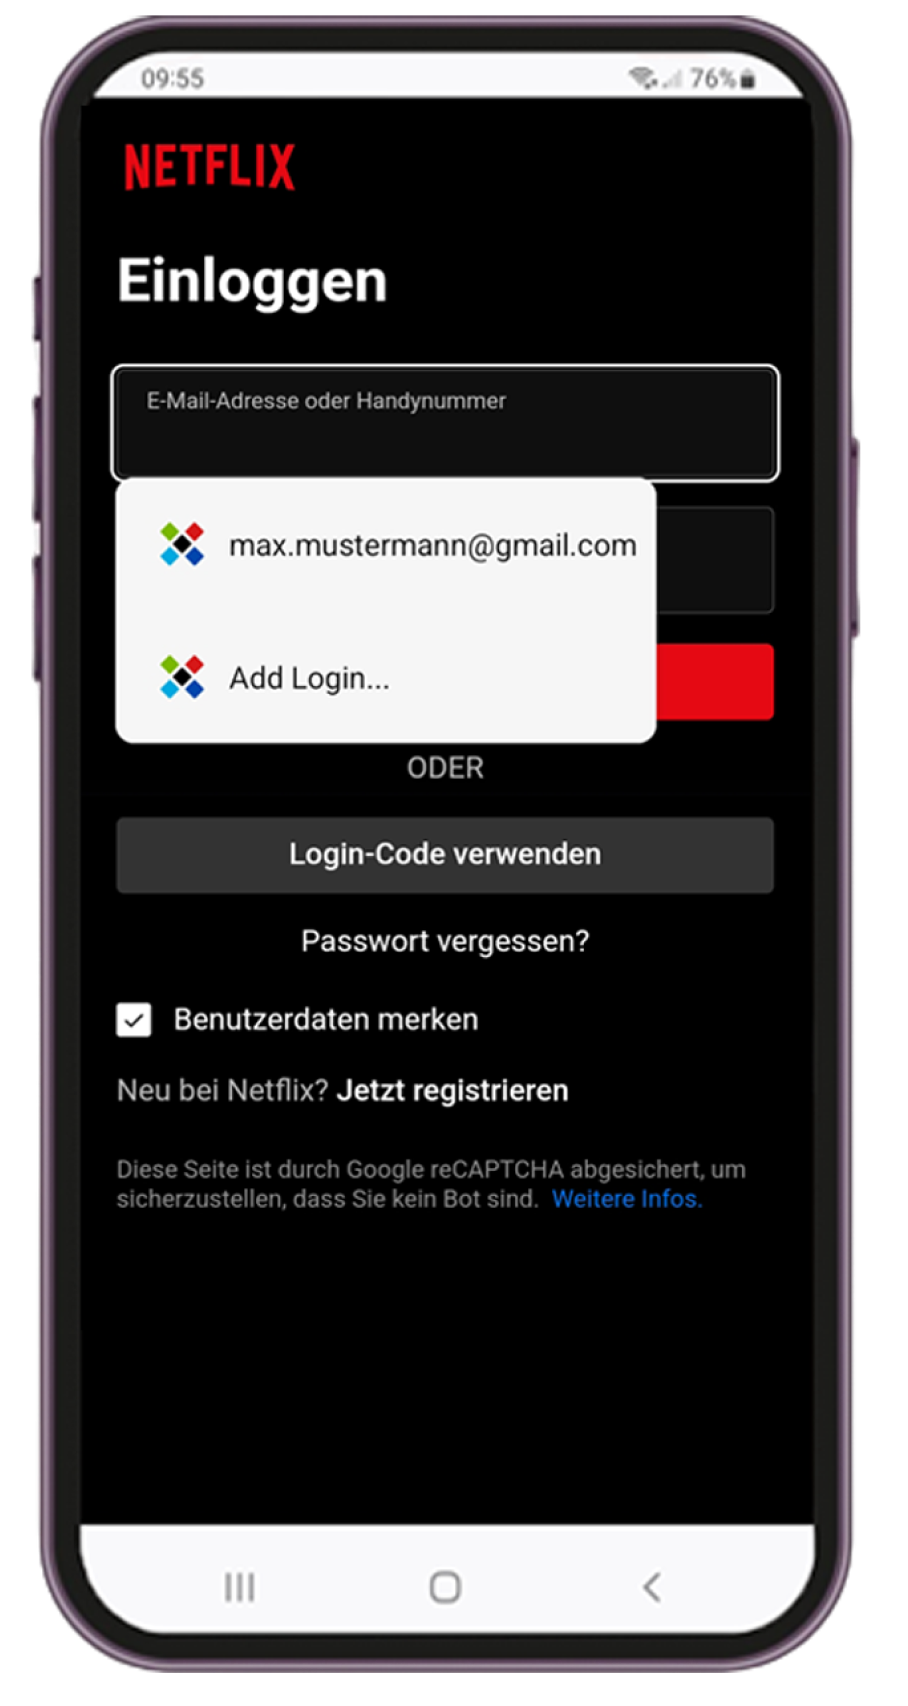 09:55 76%
NETFLIX
Einloggen
E-Mail-Adresse oder Handynummer
max.mustermann@gmail.com
Add Login...
ODER
Login-Code verwenden
Passwort vergessen?
Benutzerdaten merken
Neu bei Netflix? Jetzt registrieren
Diese Seite ist durch Google reCAPTCHA abgesichert, um
sicherzustellen, dass Sie kein Bot sind. Weitere Infos.